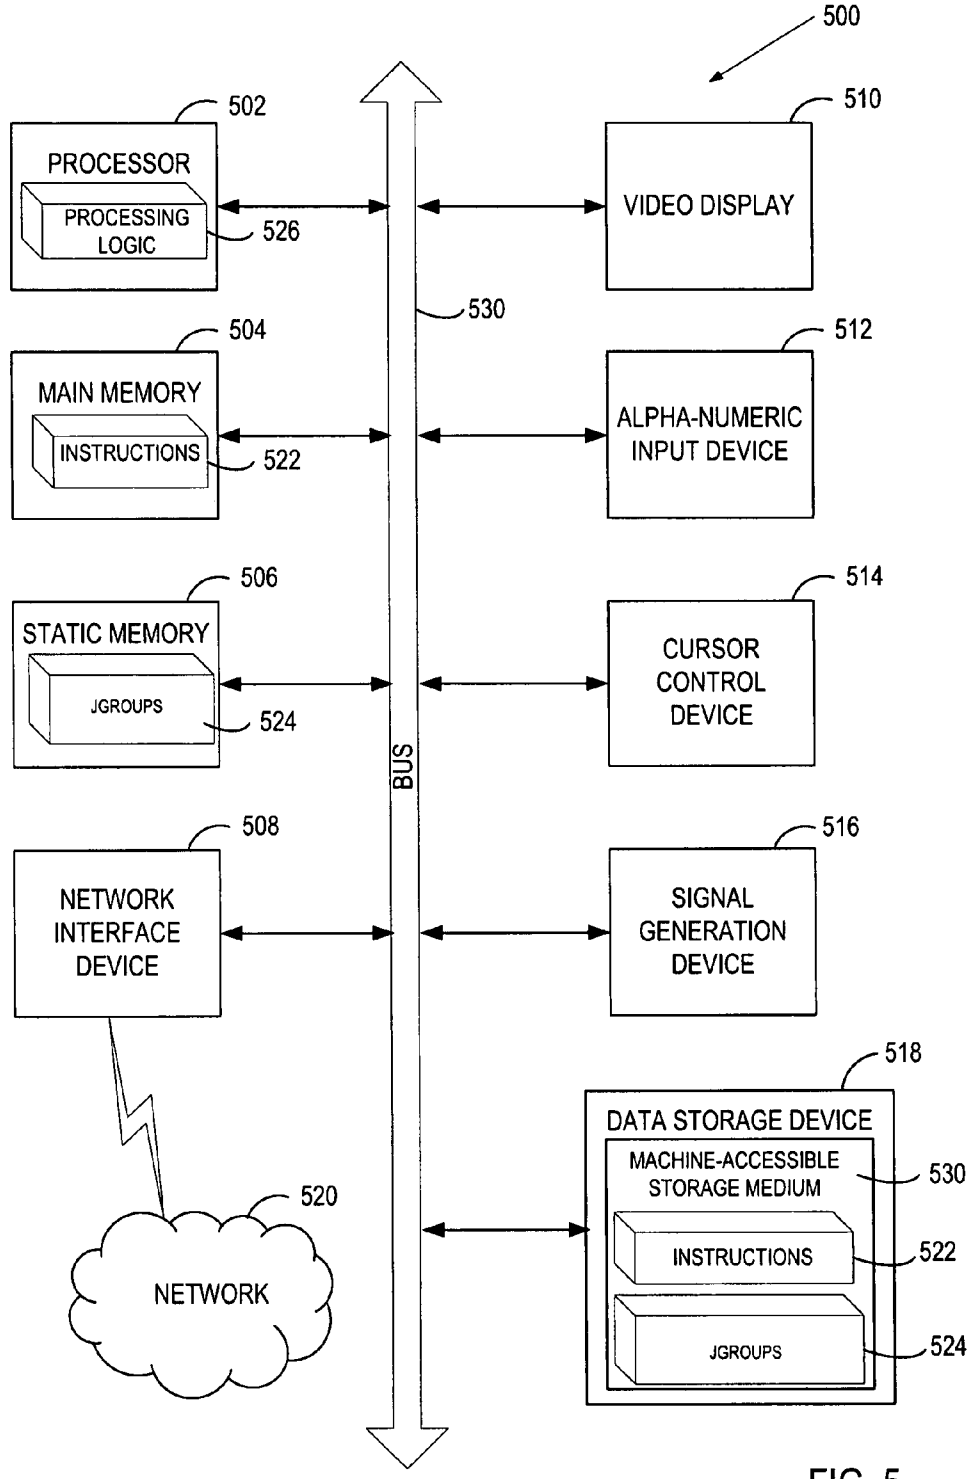 500
502
PROCESSOR
PROCESSING
LOGIC
526
510
VIDEO DISPLAY
530
504
MAIN MEMORY
INSTRUCTIONS
522
512
ALPHA-NUMERIC
INPUT DEVICE
506
STATIC MEMORY
JGROUPS
524
514
CURSOR
CONTROL
DEVICE
BUS
508
NETWORK
INTERFACE
DEVICE
516
SIGNAL
GENERATION
DEVICE
518
DATA STORAGE DEVICE
MACHINE-ACCESSIBLE
STORAGE MEDIUM
530
INSTRUCTIONS
522
JGROUPS
524
520
NETWORK
FIG. 5